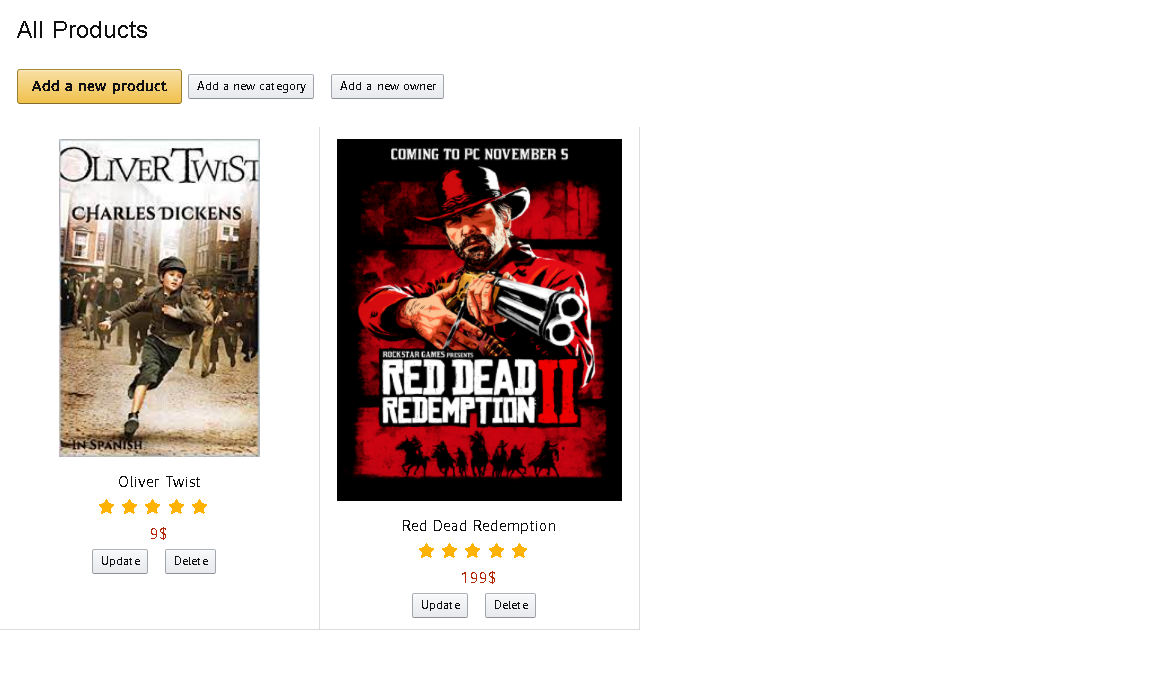 All Products
Add a new product
Add a new category
Add a new owner
OLIVER TWIST
CHARLES DICKENS
IN SPANISH
Oliver Twist
9$
Update
Delete
COMING TO PC NOVEMBER 5
ROCKSTAR GAMES PRESENTS
RED DEAD
REDEMPTION II
Red Dead Redemption
199$
Update
Delete